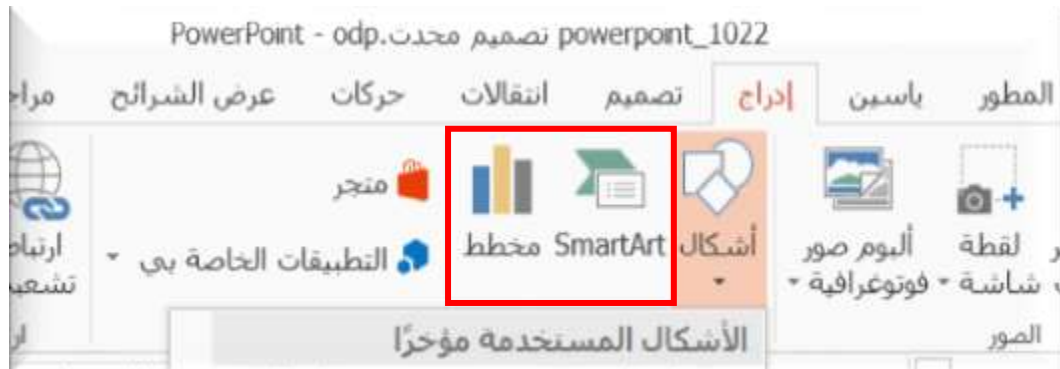 powerpoint_1022 تصميم محدث.odp - PowerPoint
المطور ياسين إدراج تصميم انتقالات حركات عرض الشرائح
لقطة شاشة
ألبوم صور فوتوغرافية
أشكال
SmartArt
مخطط
متجر
التطبيقات الخاصة بي
الصور
الأشكال المستخدمة مؤخرًا